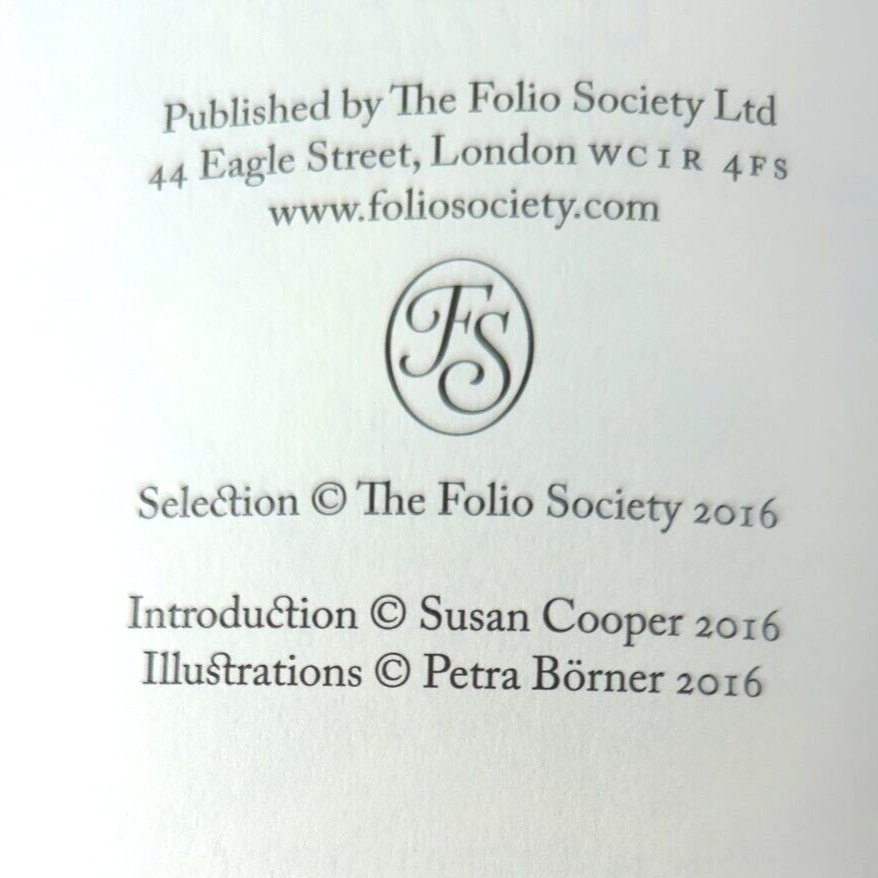 Published by The Folio Society Ltd
44 Eagle Street, London WC1R 4FS
www.foliosociety.com
FS
Selection © The Folio Society 2016
Introduction © Susan Cooper 2016
Illustrations © Petra Börner 2016